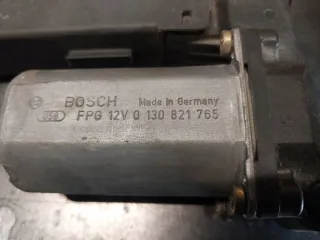 BOSCH Made in Germany
FPG 12V 0 130 821 765